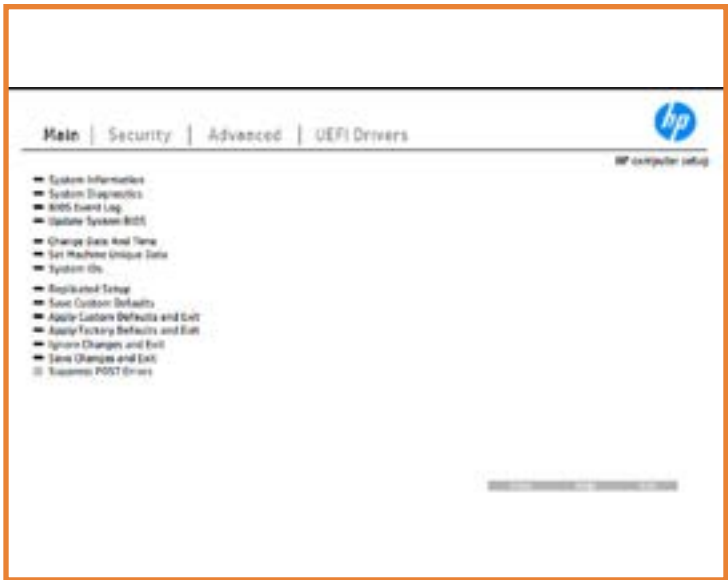 hp
Main | Security | Advanced | UEFI Drivers
HP computer setup
System Information
System Diagnostics
BIOS Event Log
Update System BIOS
Change Date And Time
Set Machine Unique Data
System IDs
Replicated Setup
Save Custom Defaults
Apply Custom Defaults and Exit
Apply Factory Defaults and Exit
Ignore Changes and Exit
Save Changes and Exit
Suppress POST Errors